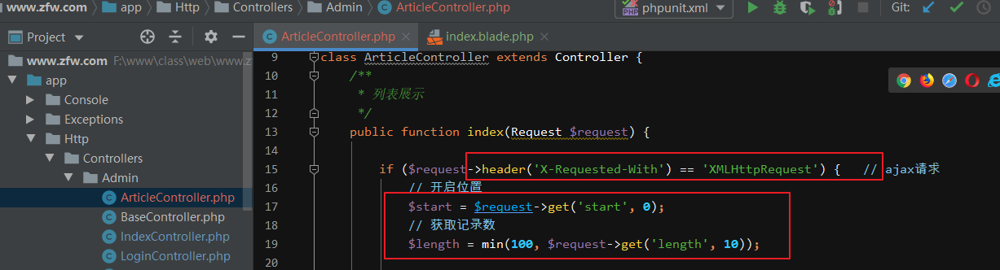 www.zfw.com app Http Controllers Admin ArticleController.php phpunit.xml Git:
Project ArticleController.php index.blade.php
www.zfw.com F:\www\class\web\www.z
app
Console
Exceptions
Http
Controllers
Admin
ArticleController.php
BaseController.php
IndexController.php
LoginController.php
9 class ArticleController extends Controller {
10 /**
11 * 列表展示
12 */
13 public function index(Request $request) {
14
15 if ($request->header('X-Requested-With') == 'XMLHttpRequest') { // ajax请求
16 // 开启位置
17 $start = $request->get('start', 0);
18 // 获取记录数
19 $length = min(100, $request->get('length', 10));
20